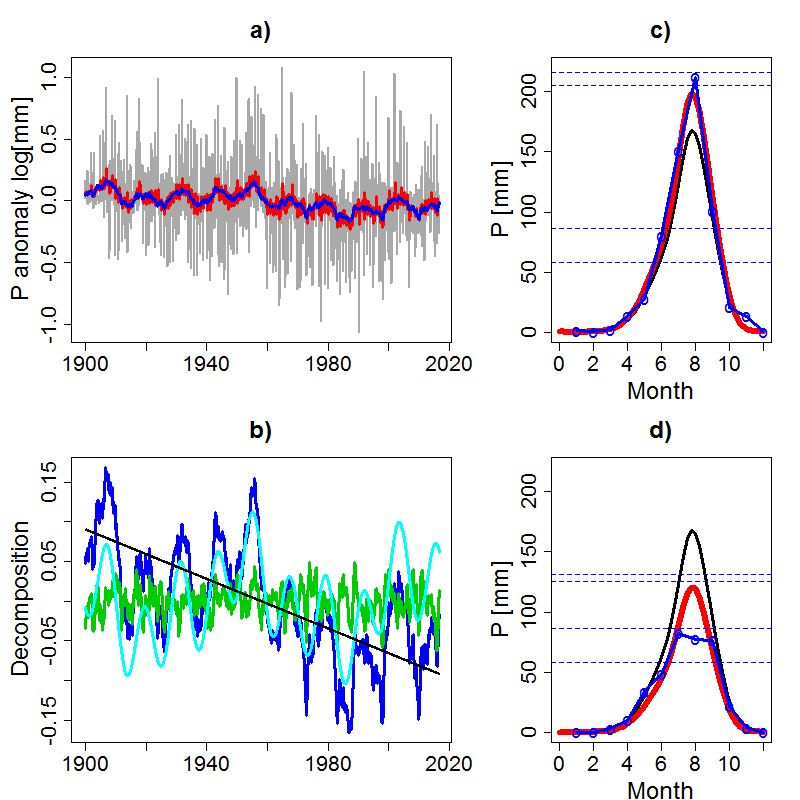 a)
P anomaly log[mm]
1.0
0.5
0.0
-0.5
-1.0
1900 1940 1980 2020
c)
P [mm]
200
150
100
50
0
0 2 4 6 8 10
Month
b)
Decomposition
0.15
0.05
-0.05
-0.15
1900 1940 1980 2020
d)
P [mm]
200
150
100
50
0
0 2 4 6 8 10
Month